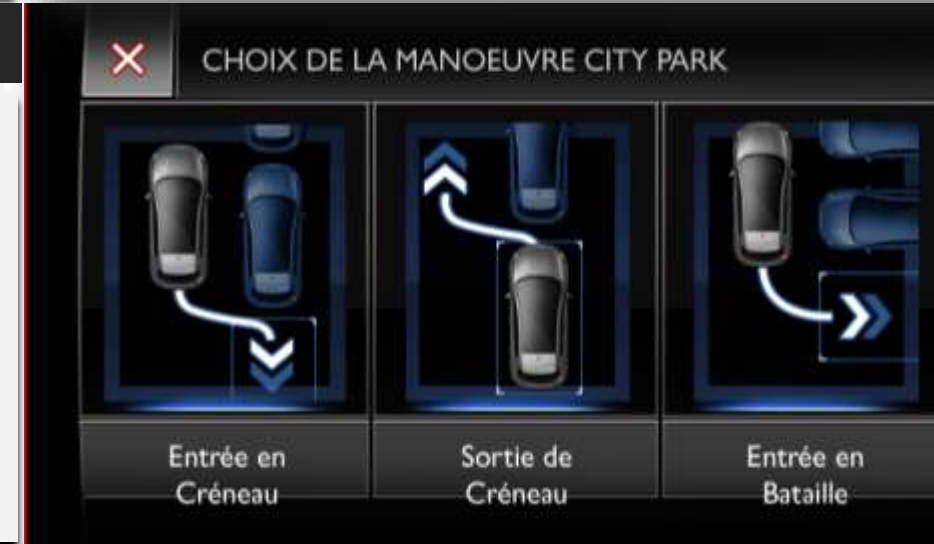 CHOIX DE LA MANOEUVRE CITY PARK
Entrée en
Créneau
Sortie de
Créneau
Entrée en
Bataille